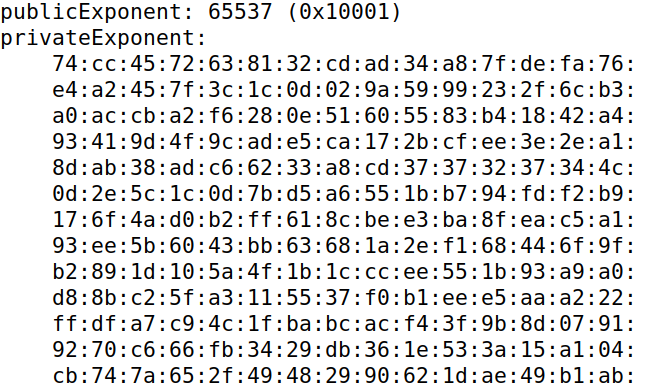 publicExponent: 65537 (0x10001)
privateExponent:
74:cc:45:72:63:81:32:cd:ad:34:a8:7f:de:fa:76:
e4:a2:45:7f:3c:1c:0d:02:9a:59:99:23:2f:6c:b3:
a0:ac:cb:a2:f6:28:0e:51:60:55:83:b4:18:42:a4:
93:41:9d:4f:9c:ad:e5:ca:17:2b:cf:ee:3e:2e:a1:
8d:ab:38:ad:c6:62:33:a8:cd:37:37:32:37:34:4c:
0d:2e:5c:1c:0d:7b:d5:a6:55:1b:b7:94:fd:f2:b9:
17:6f:4a:d0:b2:ff:61:8c:be:e3:ba:8f:ea:c5:a1:
93:ee:5b:60:43:bb:63:68:1a:2e:f1:68:44:6f:9f:
b2:89:1d:10:5a:4f:1b:1c:cc:ee:55:1b:93:a9:a0:
d8:8b:c2:5f:a3:11:55:37:f0:b1:ee:e5:aa:a2:22:
ff:df:a7:c9:4c:1f:ba:bc:ac:f4:3f:9b:8d:07:91:
92:70:c6:66:fb:34:29:db:36:1e:53:3a:15:a1:04:
cb:74:7a:65:2f:49:48:29:90:62:1d:ae:49:b1:ab: